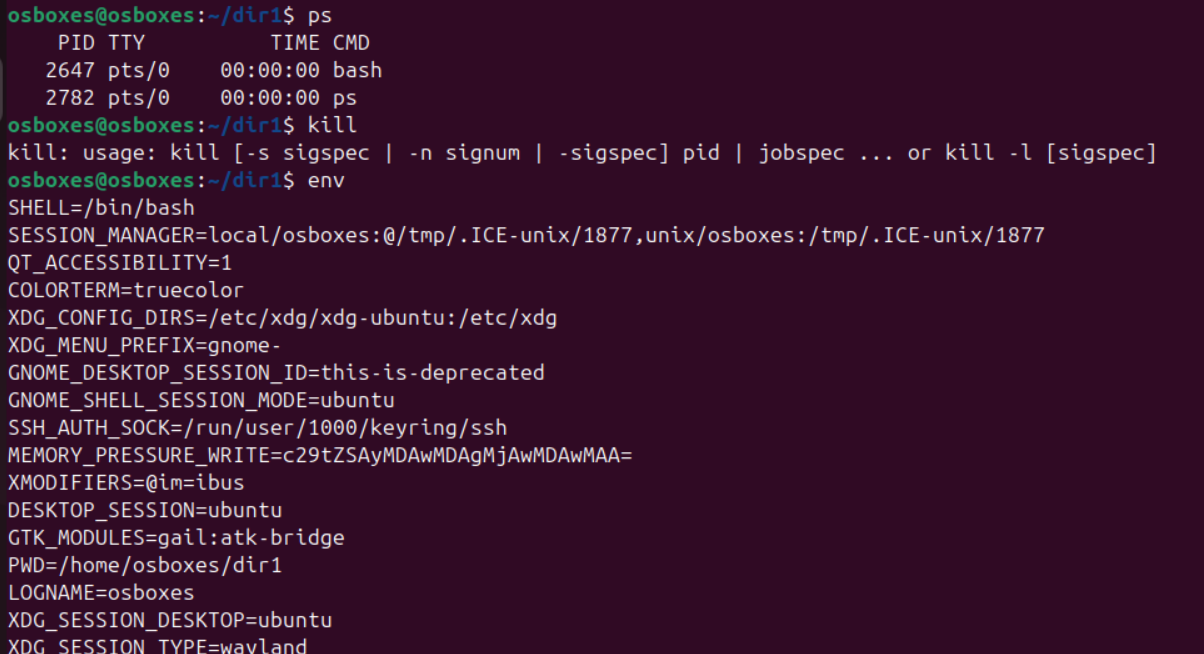 osboxes@osboxes:~/dir1$ ps
    PID TTY          TIME CMD
   2647 pts/0    00:00:00 bash
   2782 pts/0    00:00:00 ps
osboxes@osboxes:~/dir1$ kill
kill: usage: kill [-s sigspec | -n signum | -sigspec] pid | jobspec ... or kill -l [sigspec]
osboxes@osboxes:~/dir1$ env
SHELL=/bin/bash
SESSION_MANAGER=local/osboxes:@/tmp/.ICE-unix/1877,unix/osboxes:/tmp/.ICE-unix/1877
QT_ACCESSIBILITY=1
COLORTERM=truecolor
XDG_CONFIG_DIRS=/etc/xdg/xdg-ubuntu:/etc/xdg
XDG_MENU_PREFIX=gnome-
GNOME_DESKTOP_SESSION_ID=this-is-deprecated
GNOME_SHELL_SESSION_MODE=ubuntu
SSH_AUTH_SOCK=/run/user/1000/keyring/ssh
MEMORY_PRESSURE_WRITE=c29tZSAyMDAwMDAgMjAwMDAwMAA=
XMODIFIERS=@im=ibus
DESKTOP_SESSION=ubuntu
GTK_MODULES=gail:atk-bridge
PWD=/home/osboxes/dir1
LOGNAME=osboxes
XDG_SESSION_DESKTOP=ubuntu
XDG_SESSION_TYPE=wayland